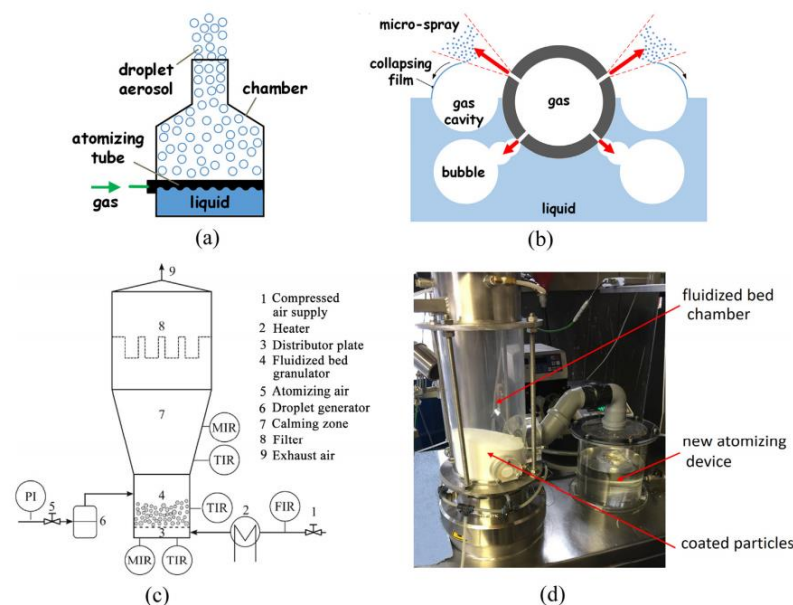 droplet
aerosol
chamber
atomizing
tube
gas
liquid
(a)
micro-spray
collapsing
film
gas
cavity
gas
bubble
liquid
(b)
9
8
7
MIR
TIR
PI
5
6
4
TIR
3
MIR
TIR
2
FIR
1
1 Compressed
air supply
2 Heater
3 Distributor plate
4 Fluidized bed
granulator
5 Atomizing air
6 Droplet generator
7 Calming zone
8 Filter
9 Exhaust air
(c)
fluidized bed
chamber
new atomizing
device
coated particles
(d)